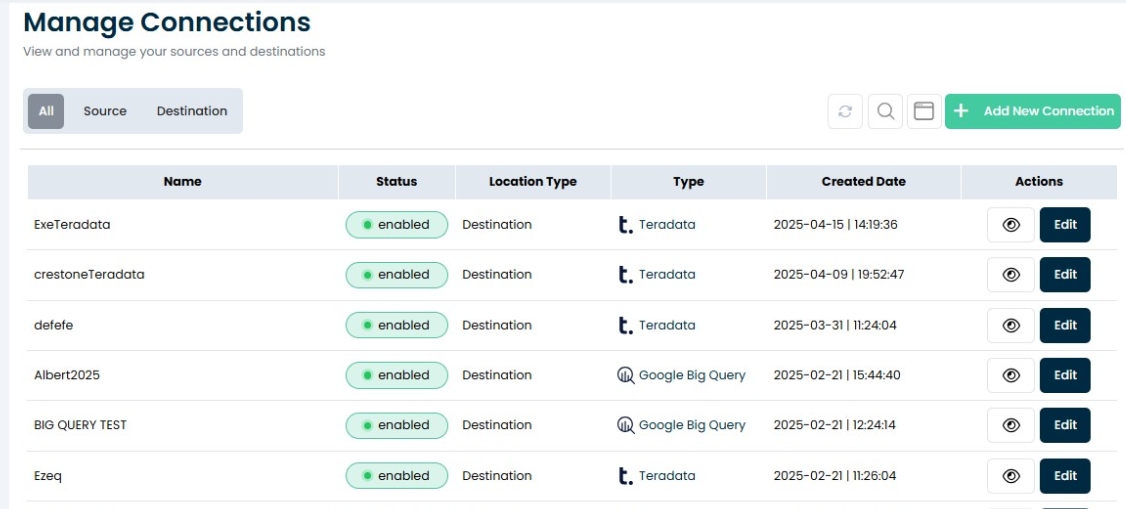 Manage Connections
View and manage your sources and destinations
All Source Destination + Add New Connection
Name Status Location Type Type Created Date Actions
ExeTeradata enabled Destination t. Teradata 2025-04-15 | 14:19:36 Edit
crestoneTeradata enabled Destination t. Teradata 2025-04-09 | 19:52:47 Edit
defefe enabled Destination t. Teradata 2025-03-31 | 11:24:04 Edit
Albert2025 enabled Destination Google Big Query 2025-02-21 | 15:44:40 Edit
BIG QUERY TEST enabled Destination Google Big Query 2025-02-21 | 12:24:14 Edit
Ezeq enabled Destination t. Teradata 2025-02-21 | 11:26:04 Edit